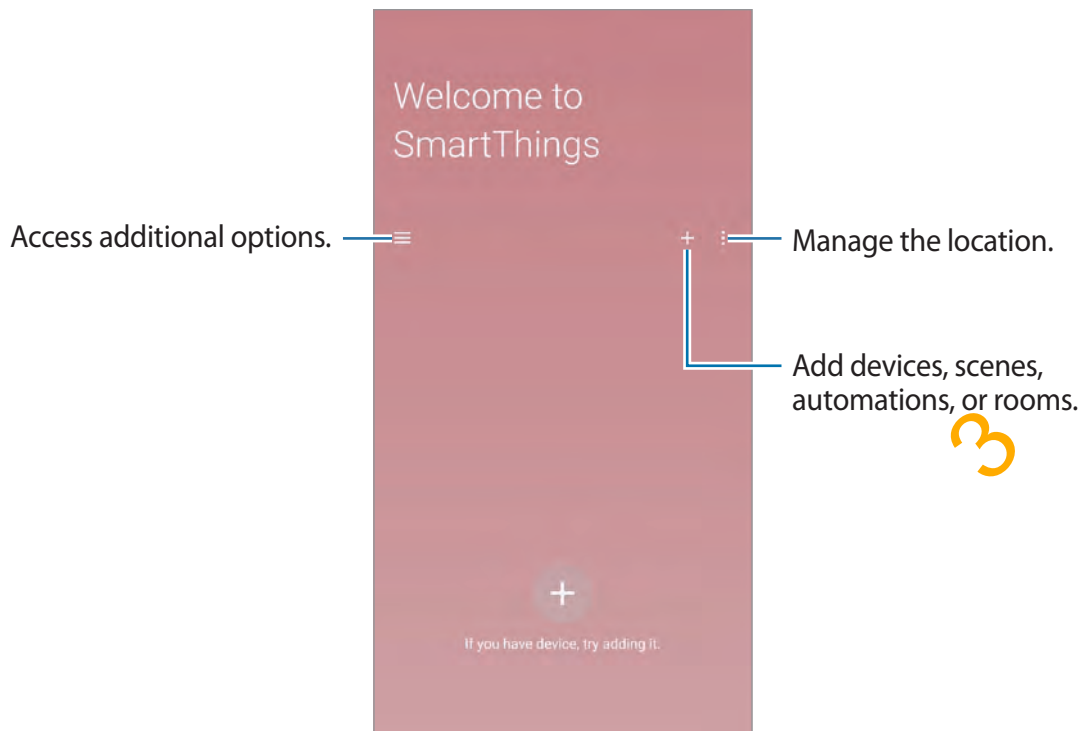 Welcome to
SmartThings
Access additional options.
Manage the location.
Add devices, scenes,
automations, or rooms.
3
If you have device, try adding it.